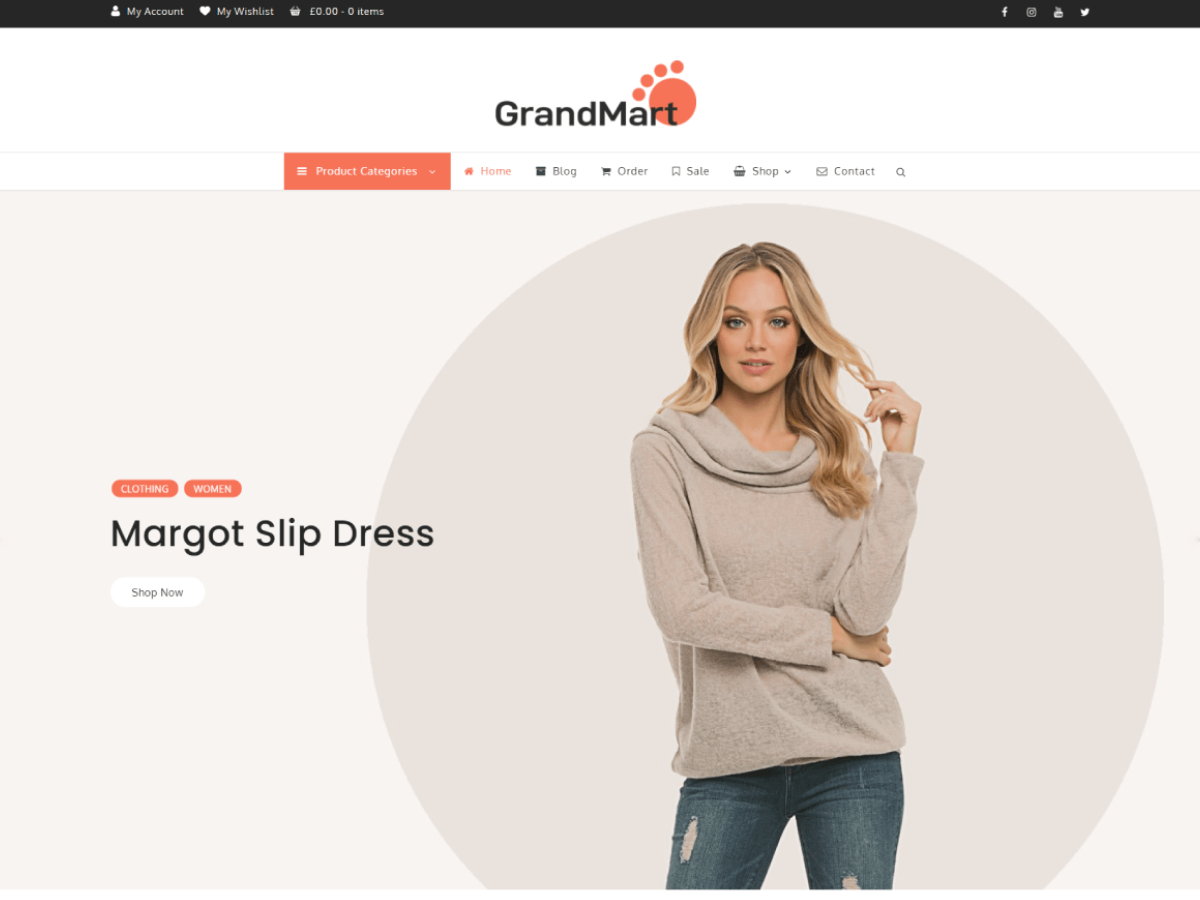 My Account My Wishlist £0.00 - 0 items
GrandMart
Product Categories Home Blog Order Sale Shop Contact
CLOTHING WOMEN
Margot Slip Dress
Shop Now